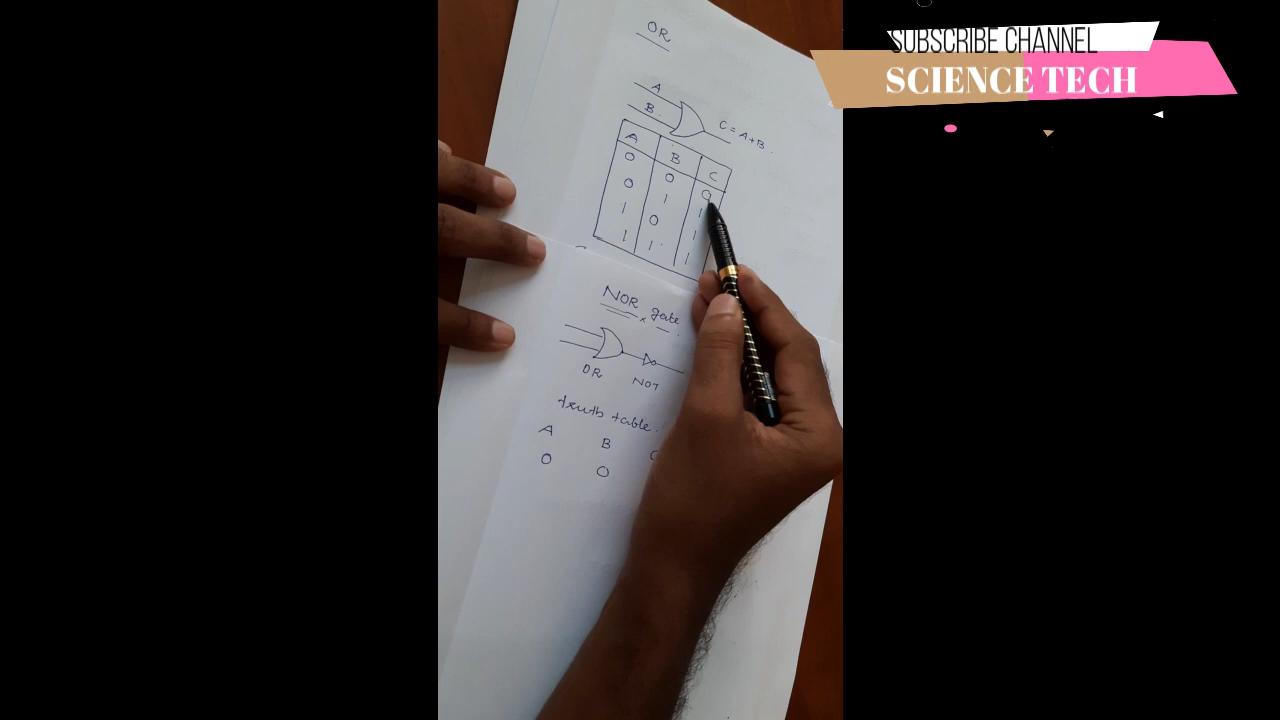 OR
A
B
C = A+B
A B C
0 0 0
0 1 1
1 0 1
1 1 1
NOR gate
OR NOT
truth table.
A B C
0 0
SUBSCRIBE CHANNEL
SCIENCE TECH